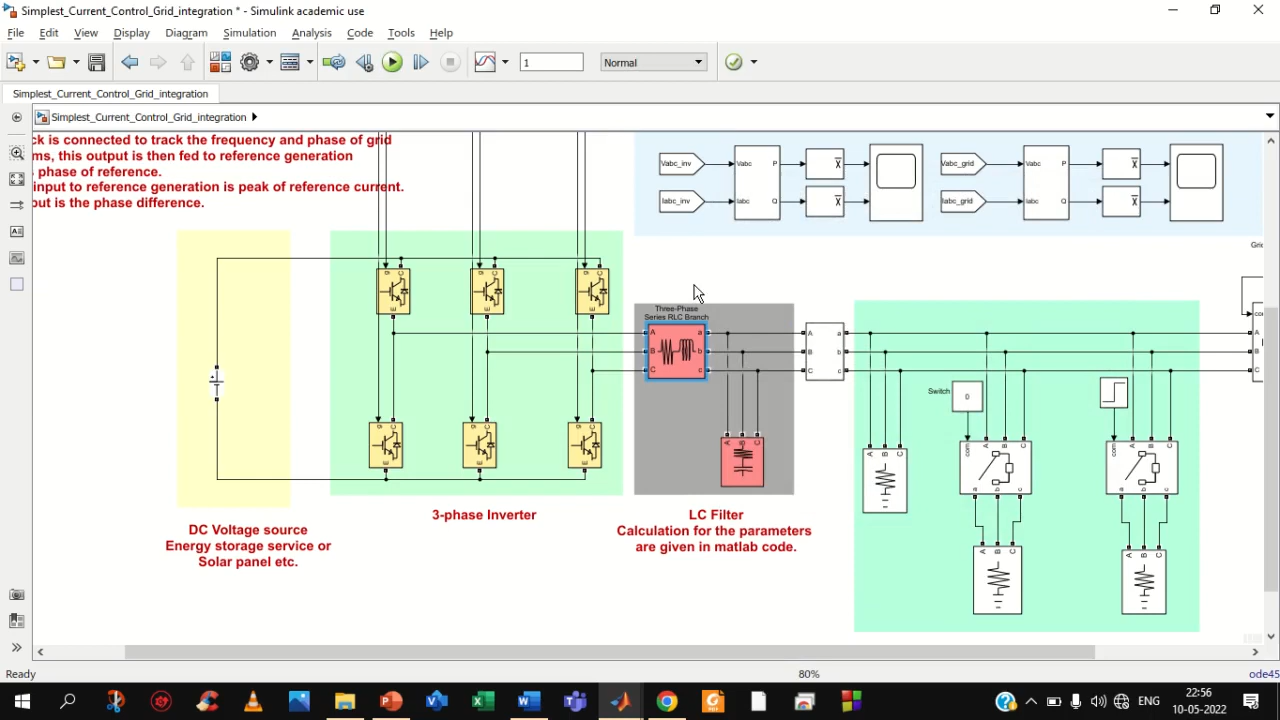 Simplest_Current_Control_Grid_integration * - Simulink academic use
File Edit View Display Diagram Simulation Analysis Code Tools Help
1
Normal
Simplest_Current_Control_Grid_integration
Simplest_Current_Control_Grid_integration
ck is connected to track the frequency and phase of grid
ms, this output is then fed to reference generation
phase of reference.
input to reference generation is peak of reference current.
out is the phase difference.
Vabc_inv
Vabc
P
x
Vabc_grid
Vabc
P
x
Iabc_inv
Iabc
Q
x
Iabc_grid
Iabc
Q
x
g C
E
g C
E
g C
E
g C
E
g C
E
g C
E
DC Voltage source
Energy storage service or
Solar panel etc.
3-phase Inverter
Three-Phase
Series RLC Branch
A a
B b
C c
A B C
LC Filter
Calculation for the parameters
are given in matlab code.
A a
B b
C c
A B C
Switch
0
com A B C
a b c
A B C
com A B C
a b c
A B C
Gri
con
A
B
C
Ready
80%
ode45
ENG
22:56
10-05-2022